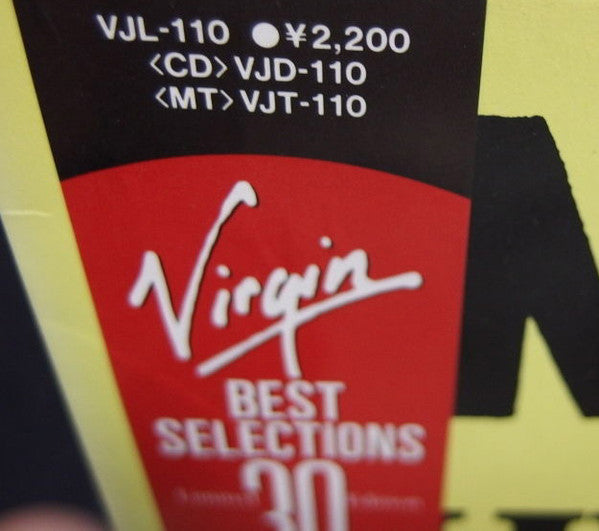 VJL-110 ●¥2,200
<CD>VJD-110
<MT>VJT-110
Virgin
BEST
SELECTIONS
30